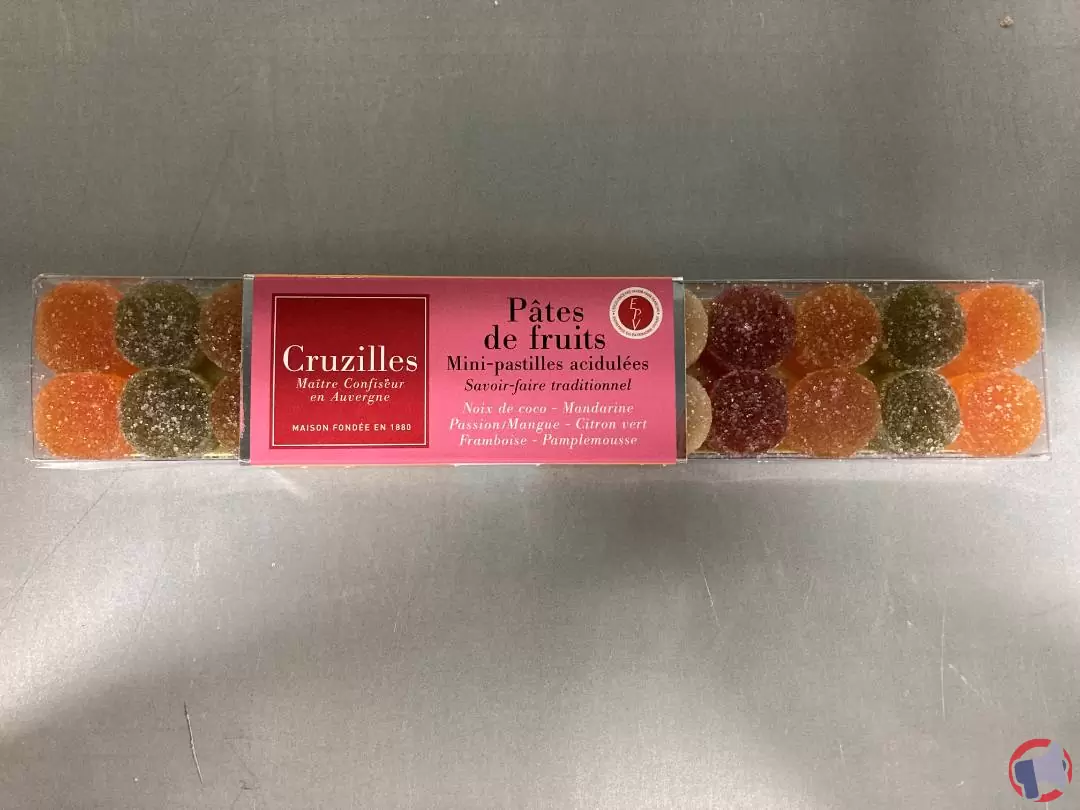 Cruzilles
Maître Confiseur
en Auvergne
MAISON FONDÉE EN 1880
Pâtes
de fruits
Mini-pastilles acidulées
Savoir-faire traditionnel
Noix de coco - Mandarine
Passion/Mangue - Citron vert
Framboise - Pamplemousse
EPV